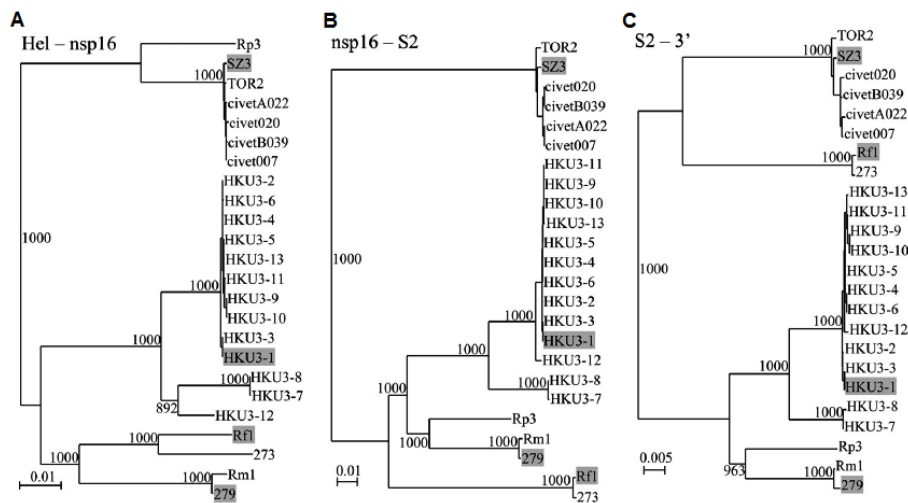 A
Hel – nsp16
Rp3
1000
SZ3
TOR2
civetA022
civet020
civetB039
civet007
HKU3-2
HKU3-6
HKU3-4
HKU3-5
HKU3-13
HKU3-11
1000
HKU3-9
HKU3-10
HKU3-3
HKU3-1
1000
1000
1000
HKU3-8
HKU3-7
892
HKU3-12
1000
Rf1
273
1000
Rm1
1000
279
0.01
B
nsp16 – S2
TOR2
SZ3
civet020
civetB039
civetA022
civet007
HKU3-11
HKU3-9
HKU3-10
HKU3-13
HKU3-5
HKU3-4
HKU3-6
HKU3-2
HKU3-3
HKU3-1
HKU3-12
1000
1000
1000
1000
HKU3-8
HKU3-7
Rp3
1000
Rm1
1000
279
1000
Rf1
273
0.01
C
S2 – 3’
TOR2
1000
SZ3
civet020
civetB039
civetA022
civet007
1000
Rf1
273
HKU3-13
HKU3-11
HKU3-9
HKU3-10
HKU3-5
HKU3-4
HKU3-6
HKU3-12
HKU3-2
HKU3-3
HKU3-1
1000
1000
1000
HKU3-8
1000
HKU3-7
Rp3
963
Rm1
1000
279
0.005